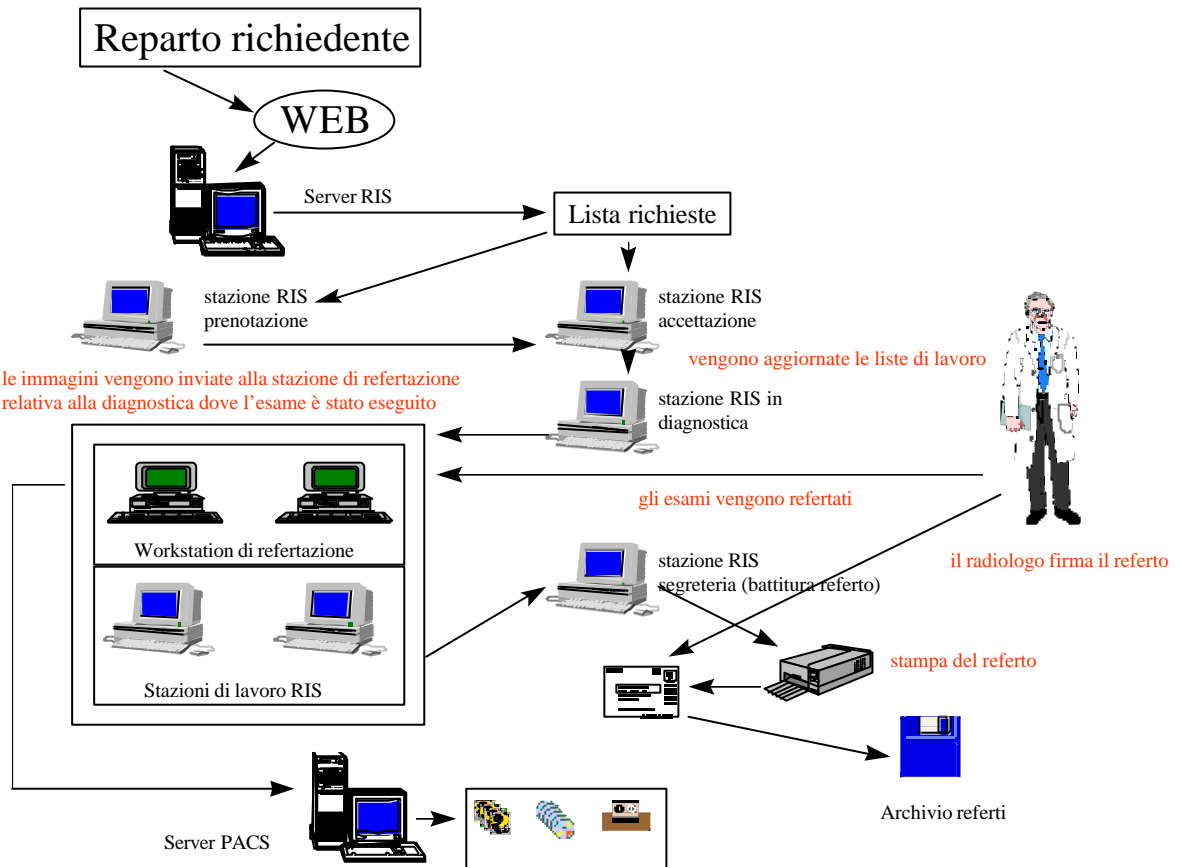 Reparto richiedente
WEB
Server RIS
Lista richieste
stazione RIS
prenotazione
stazione RIS
accettazione
vengono aggiornate le liste di lavoro
le immagini vengono inviate alla stazione di refertazione
relativa alla diagnostica dove l'esame è stato eseguito
stazione RIS in
diagnostica
gli esami vengono refertati
Workstation di refertazione
stazione RIS
segreteria (battitura referto)
il radiologo firma il referto
Stazioni di lavoro RIS
stampa del referto
Archivio referti
Server PACS